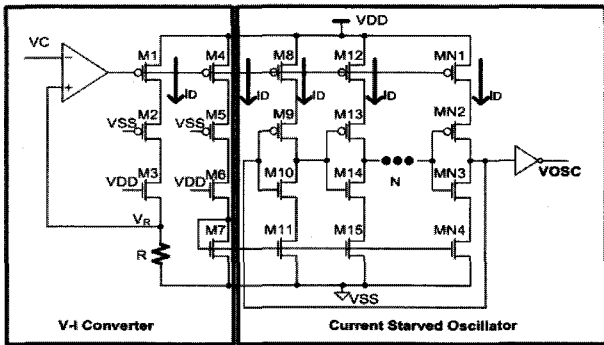 VDD
VC
M1
M4
M8
M12
MN1
ID
ID
ID
ID
ID
M2
M5
M9
M13
MN2
VSS
VSS
M3
M6
M10
M14
MN3
VDD
VDD
N
VOSC
VR
R
M7
M11
M15
MN4
VSS
V-I Converter
Current Starved Oscillator